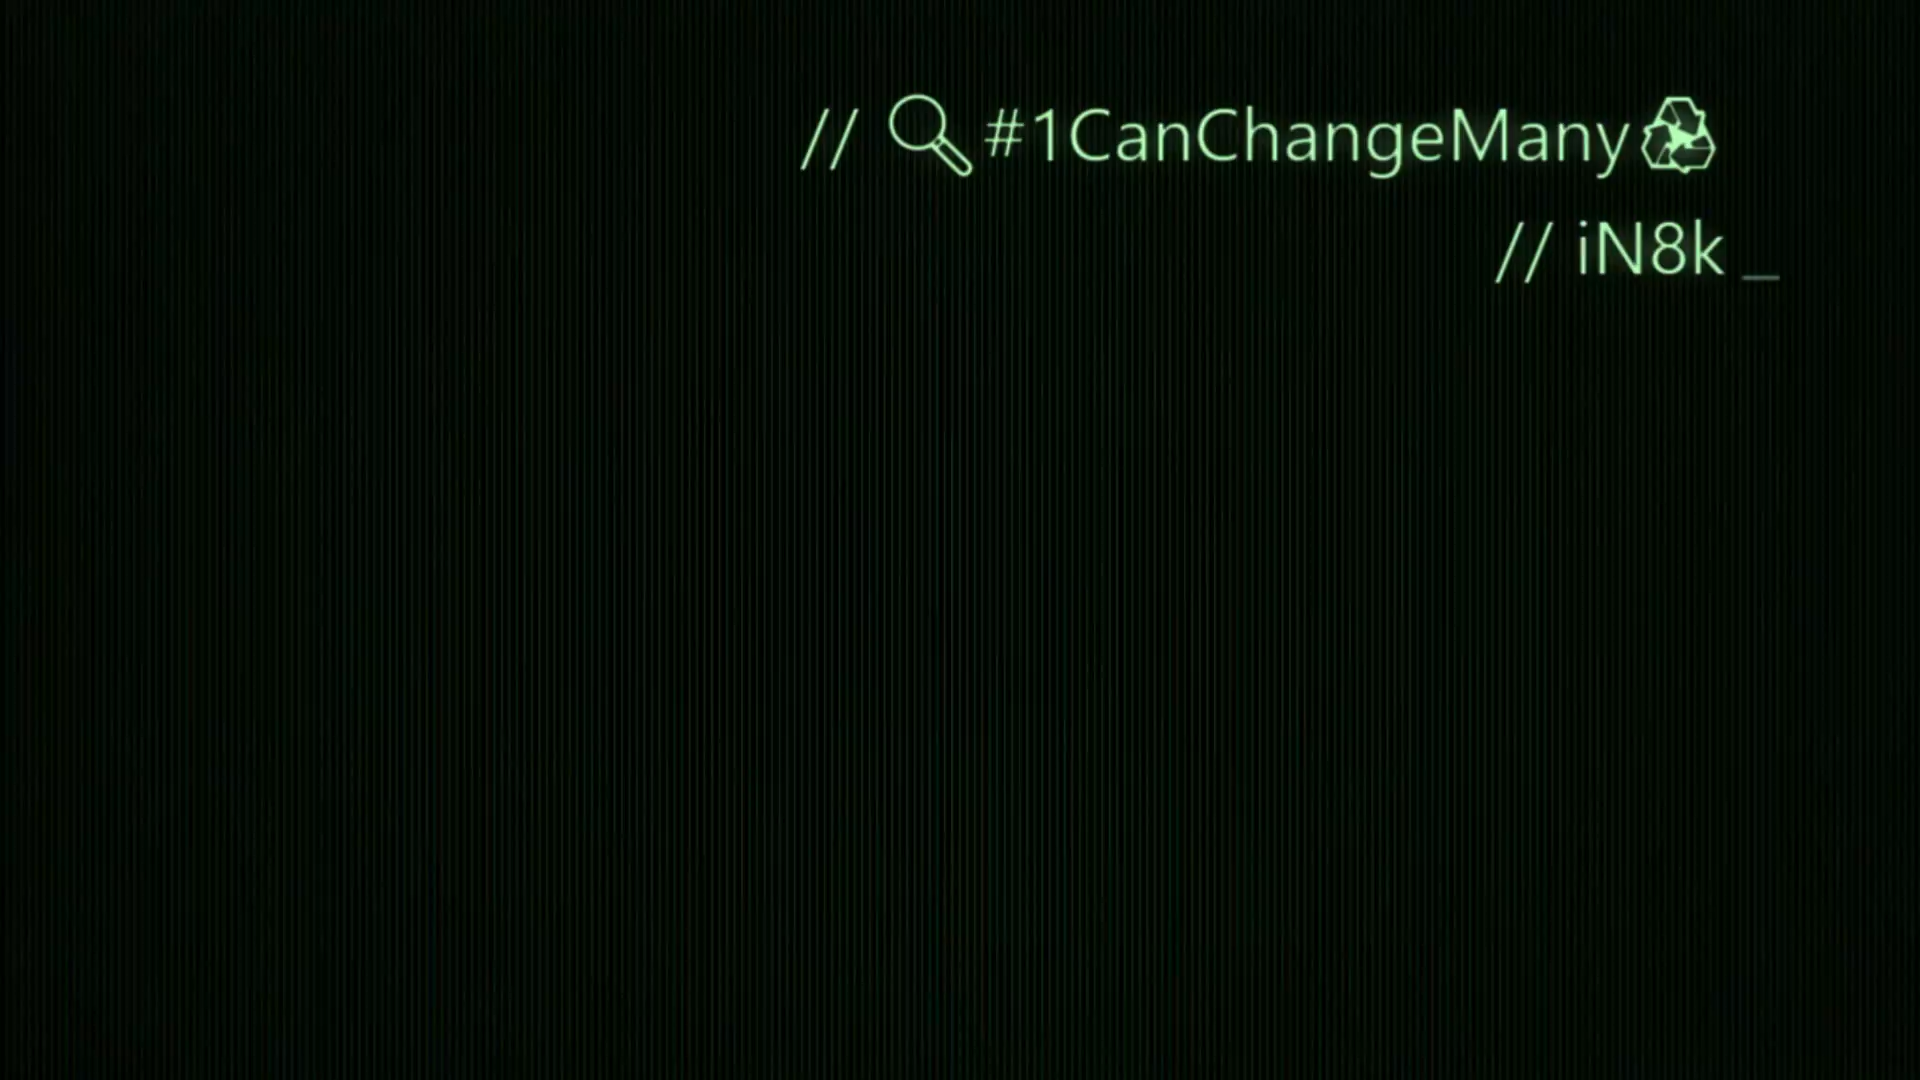 // 🔍#1CanChangeMany♻
// iN8k _